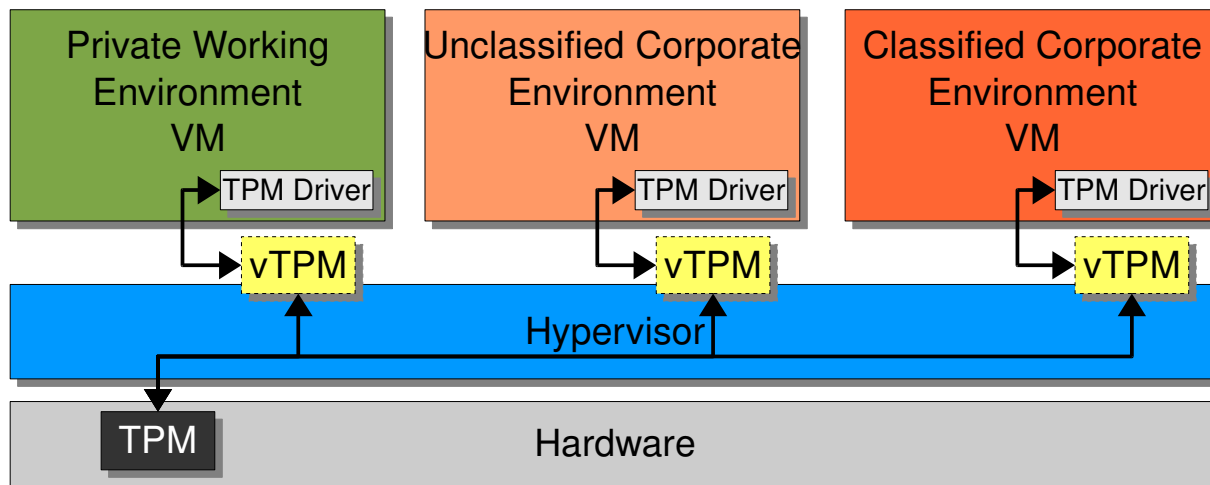 Private Working
Environment
VM
TPM Driver
Unclassified Corporate
Environment
VM
TPM Driver
Classified Corporate
Environment
VM
TPM Driver
vTPM
vTPM
vTPM
Hypervisor
TPM
Hardware